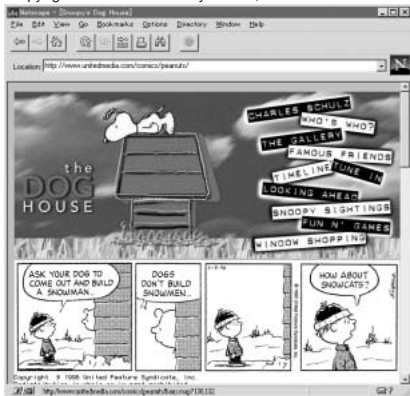 Netscape - [Snoopy's Dog House]
File Edit View Go Bookmarks Options Directory Window Help
Location: http://www.unitedmedia.com/comics/peanuts/
N
the
DOG
HOUSE
CHARLES SCHULZ
WHO'S WHO?
THE GALLERY
FAMOUS FRIENDS
TIMELINE
TUNE IN
LOOKING AHEAD
SNOOPY SIGHTINGS
FUN N' GAMES
WINDOW SHOPPING
ASK YOUR DOG TO
COME OUT AND BUILD
A SNOWMAN..
DOGS
DON'T BUILD
SNOWMEN..
HOW ABOUT
SNOWCATS?
Copyright 1996 United Feature Syndicate, Inc.